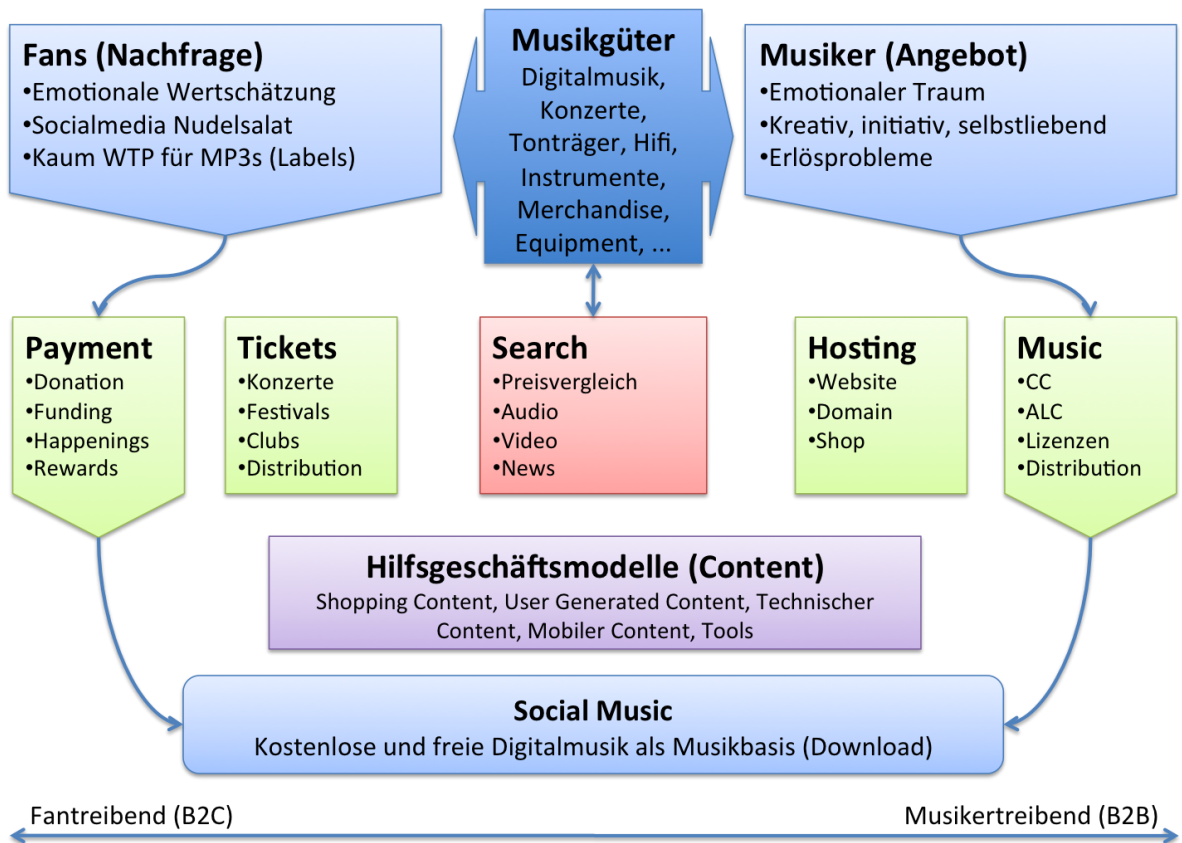 Fans (Nachfrage)
•Emotionale Wertschätzung
•Socialmedia Nudelsalat
•Kaum WTP für MP3s (Labels)
Musikgüter
Digitalmusik,
Konzerte,
Tonträger, Hifi,
Instrumente,
Merchandise,
Equipment, ...
Musiker (Angebot)
•Emotionaler Traum
•Kreativ, initiativ, selbstliebend
•Erlösprobleme
Payment
•Donation
•Funding
•Happenings
•Rewards
Tickets
•Konzerte
•Festivals
•Clubs
•Distribution
Search
•Preisvergleich
•Audio
•Video
•News
Hosting
•Website
•Domain
•Shop
Music
•CC
•ALC
•Lizenzen
•Distribution
Hilfsgeschäftsmodelle (Content)
Shopping Content, User Generated Content, Technischer
Content, Mobiler Content, Tools
Social Music
Kostenlose und freie Digitalmusik als Musikbasis (Download)
Fantreibend (B2C)
Musikertreibend (B2B)